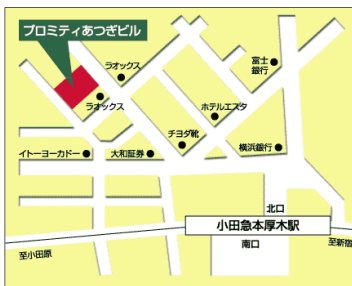 プロミティあつぎビル
ラオックス
富士
銀行
ラオックス
ホテルエスタ
チヨダ靴
イトーヨーカドー
大和証券
横浜銀行
北口
小田急本厚木駅
南口
至小田原
至新宿